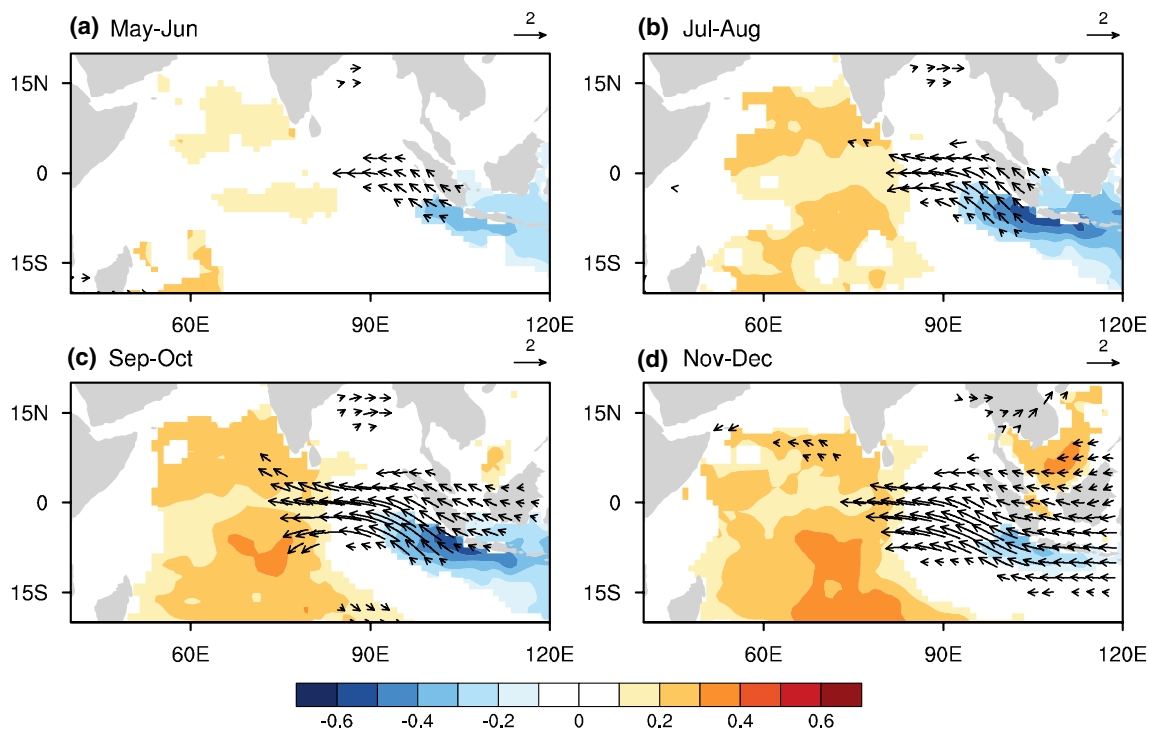 (a) May-Jun 2
(b) Jul-Aug 2
15N
0
15S
60E 90E 120E
15N
0
15S
60E 90E 120E
(c) Sep-Oct 2
(d) Nov-Dec 2
15N
0
15S
60E 90E 120E
15N
0
15S
60E 90E 120E
-0.6 -0.4 -0.2 0 0.2 0.4 0.6